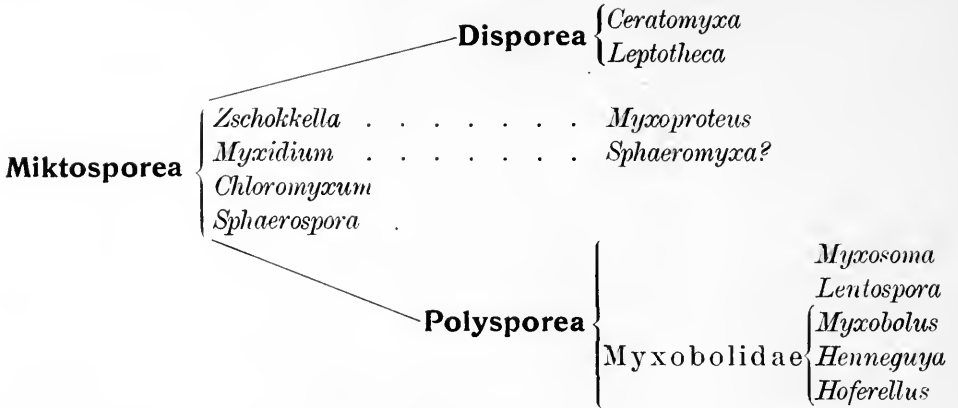 Disporea { Ceratomyxa
Leptotheca
Miktosporea { Zschokkella . . . . . . . Myxoproteus
Myxidium . . . . . . . Sphaeromyxa?
Chloromyxum
Sphaerospora .
Polysporea { Myxosoma
Lentospora
Myxobolidae { Myxobolus
Henneguya
Hoferellus